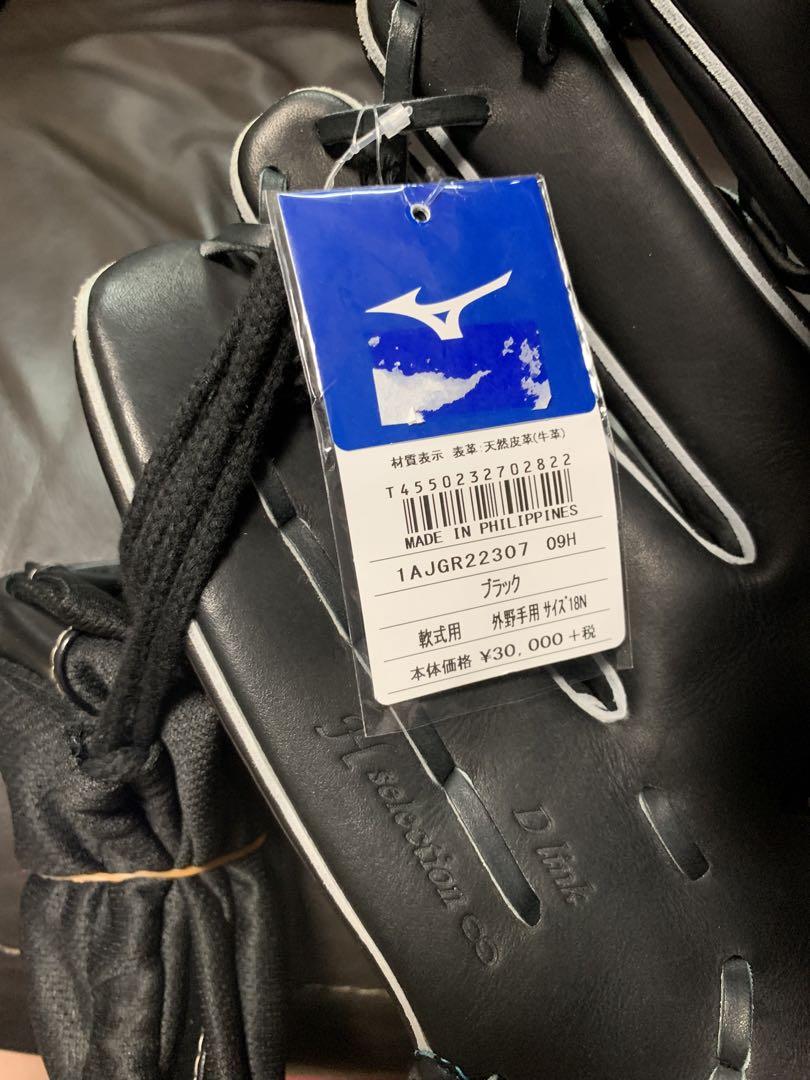 材質表示 表革:天然皮革(牛革)
T4550232702822
MADE IN PHILIPPINES
1AJGR22307 09H
ブラック
軟式用 外野手用 サイズ18N
本体価格 ¥30,000+税
H selection ∞
D link